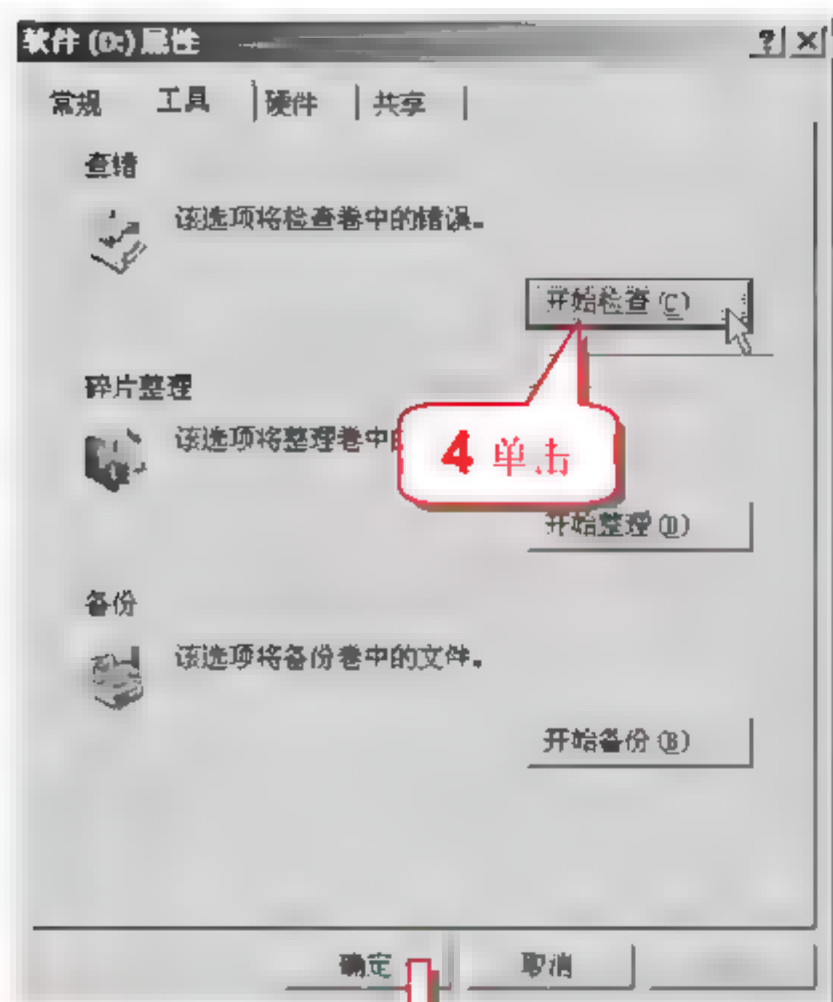 软件 (D:) 属性
常规 工具 硬件 共享
查错
该选项将检查卷中的错误。
开始检查(C)
碎片整理
该选项将整理卷中的
4 单击
开始整理(D)
备份
该选项将备份卷中的文件。
开始备份(B)
确定 取消